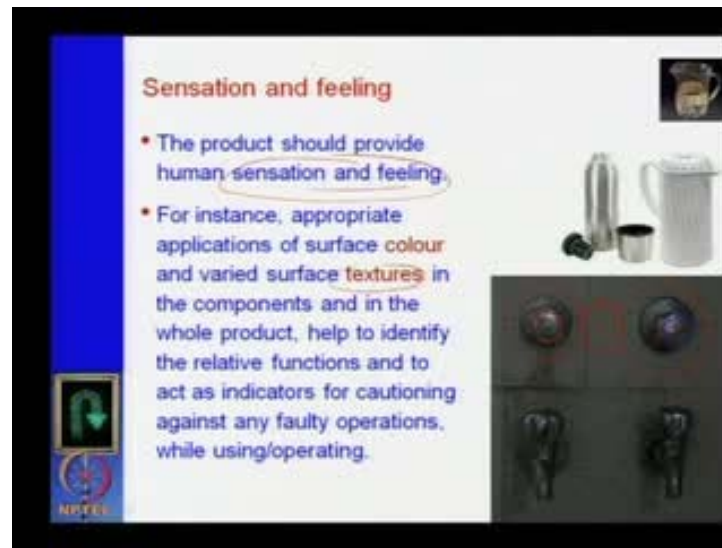 Sensation and feeling
• The product should provide
human sensation and feeling.
• For instance, appropriate
applications of surface colour
and varied surface textures in
the components and in the
whole product, help to identify
the relative functions and to
act as indicators for cautioning
against any faulty operations,
while using/operating.
NPTEL